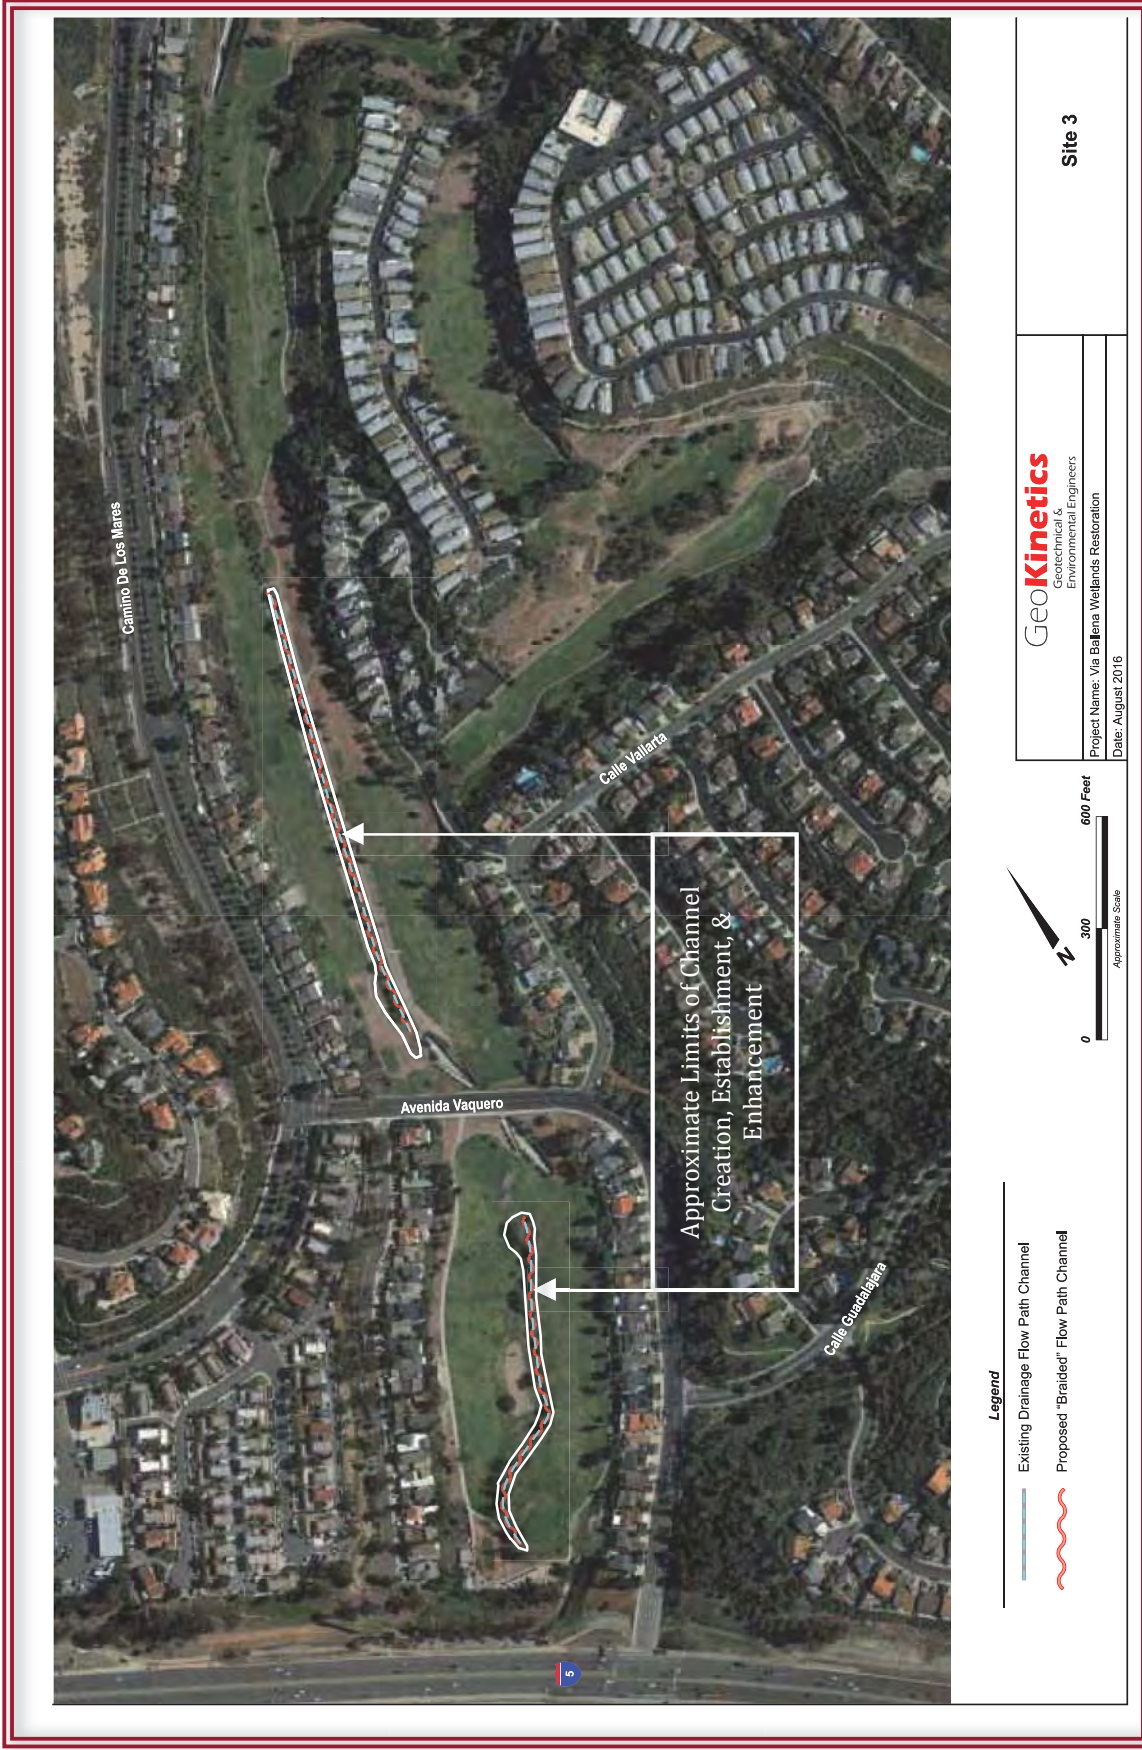 Camino De Los Mares
Calle Vallarta
Avenida Vaquero
Approximate Limits of Channel
Creation, Establishment, &
Enhancement
Calle Guadalajara
5
Legend
Existing Drainage Flow Path Channel
Proposed "Braided" Flow Path Channel
N
0 300 600 Feet
Approximate Scale
GeoKinetics
Geotechnical &
Environmental Engineers
Project Name: Via Ballena Wetlands Restoration
Date: August 2016
Site 3